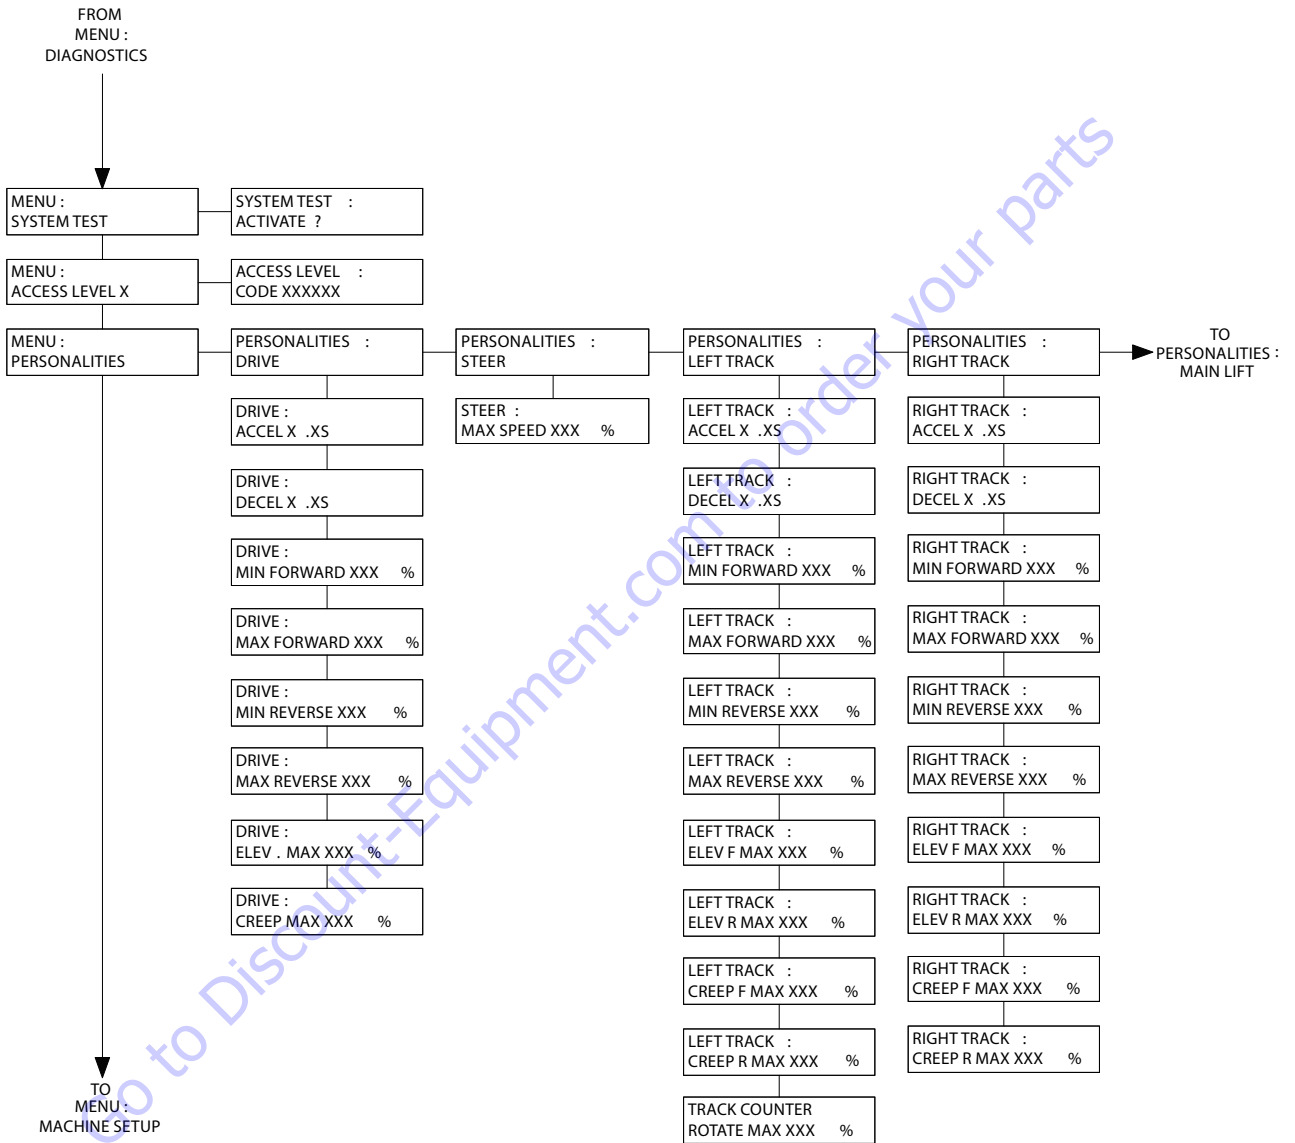 FROM
MENU :
DIAGNOSTICS
MENU :
SYSTEM TEST
SYSTEM TEST :
ACTIVATE ?
MENU :
ACCESS LEVEL X
ACCESS LEVEL :
CODE XXXXXX
MENU :
PERSONALITIES
PERSONALITIES :
DRIVE
PERSONALITIES :
STEER
PERSONALITIES :
LEFT TRACK
PERSONALITIES :
RIGHT TRACK
TO
PERSONALITIES :
MAIN LIFT
DRIVE :
ACCEL X .XS
DRIVE :
DECEL X .XS
DRIVE :
MIN FORWARD XXX %
DRIVE :
MAX FORWARD XXX %
DRIVE :
MIN REVERSE XXX %
DRIVE :
MAX REVERSE XXX %
DRIVE :
ELEV . MAX XXX %
DRIVE :
CREEP MAX XXX %
STEER :
MAX SPEED XXX %
LEFT TRACK :
ACCEL X .XS
LEFT TRACK :
DECEL X .XS
LEFT TRACK :
MIN FORWARD XXX %
LEFT TRACK :
MAX FORWARD XXX %
LEFT TRACK :
MIN REVERSE XXX %
LEFT TRACK :
MAX REVERSE XXX %
LEFT TRACK :
ELEV F MAX XXX %
LEFT TRACK :
ELEV R MAX XXX %
LEFT TRACK :
CREEP F MAX XXX %
LEFT TRACK :
CREEP R MAX XXX %
TRACK COUNTER
ROTATE MAX XXX %
RIGHT TRACK :
ACCEL X .XS
RIGHT TRACK :
DECEL X .XS
RIGHT TRACK :
MIN FORWARD XXX %
RIGHT TRACK :
MAX FORWARD XXX %
RIGHT TRACK :
MIN REVERSE XXX %
RIGHT TRACK :
MAX REVERSE XXX %
RIGHT TRACK :
ELEV F MAX XXX %
RIGHT TRACK :
ELEV R MAX XXX %
RIGHT TRACK :
CREEP F MAX XXX %
RIGHT TRACK :
CREEP R MAX XXX %
TO
MENU :
MACHINE SETUP
Go to Discount-Equipment.com to order your parts